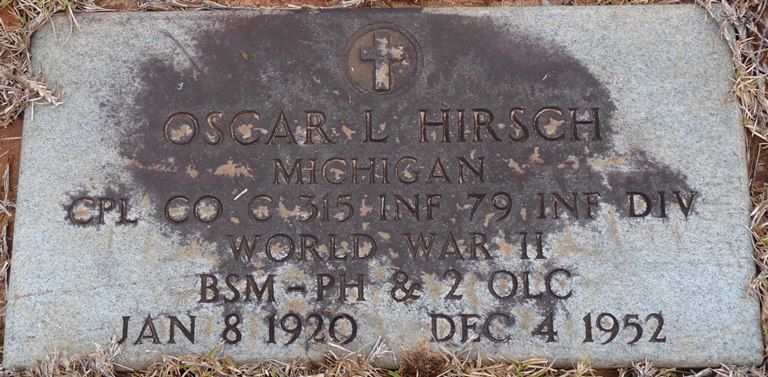 OSCAR L HIRSCH
MICHIGAN
CPL CO C 315 INF 79 INF DIV
WORLD WAR II
BSM-PH & 2 OLC
JAN 8 1920 DEC 4 1952